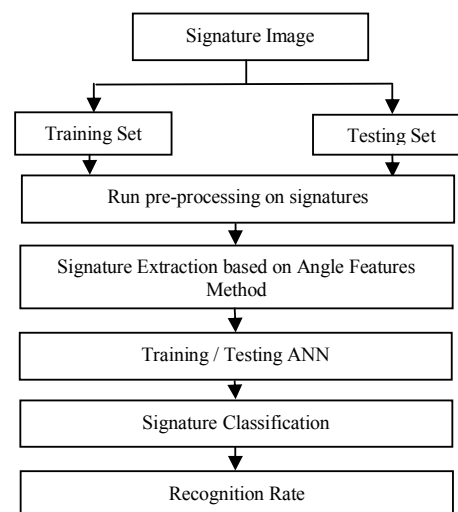 Signature Image
Training Set
Testing Set
Run pre-processing on signatures
Signature Extraction based on Angle Features
Method
Training / Testing ANN
Signature Classification
Recognition Rate